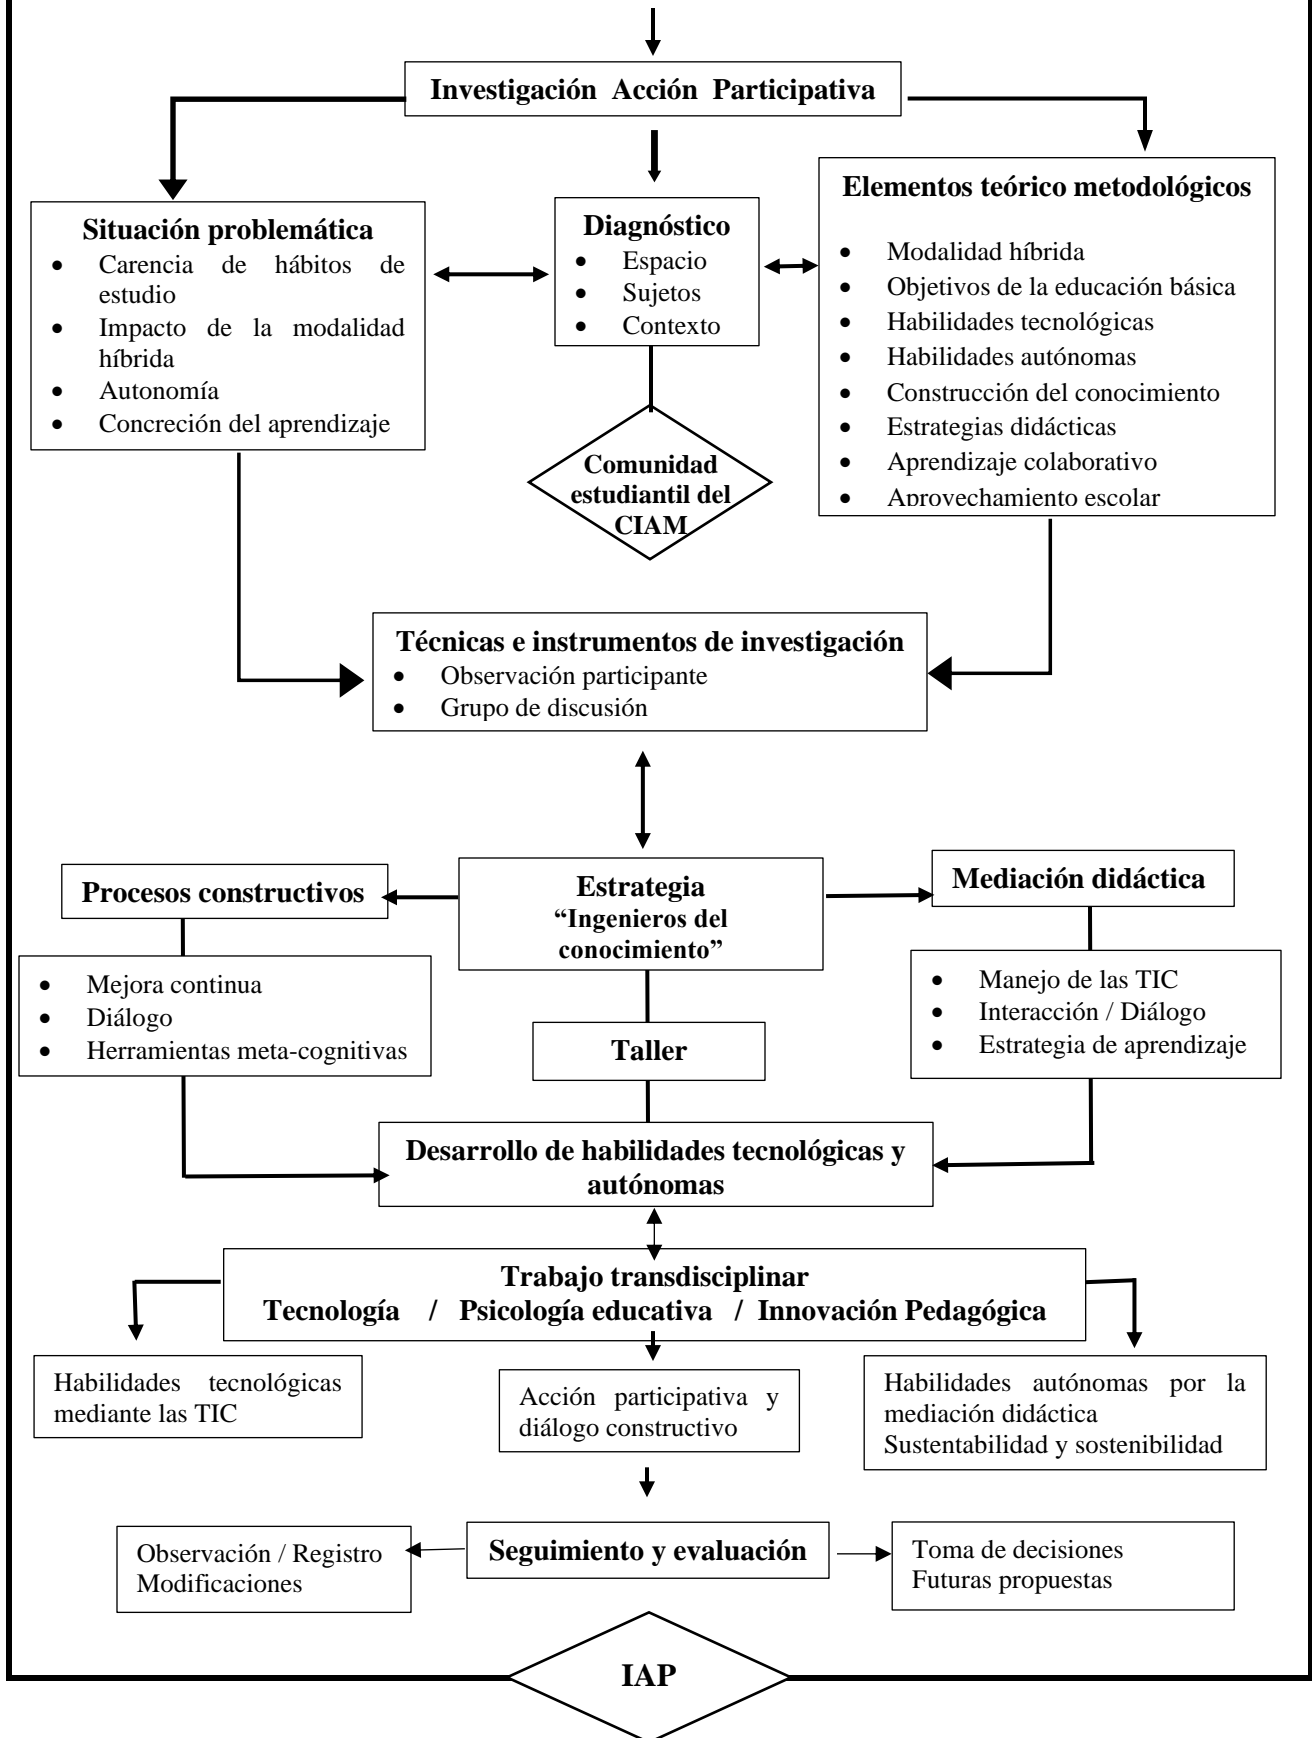 Investigación Acción Participativa
Situación problemática
• Carencia de hábitos de
estudio
• Impacto de la modalidad
híbrida
• Autonomía
• Concreción del aprendizaje
Diagnóstico
• Espacio
• Sujetos
• Contexto
Elementos teórico metodológicos
• Modalidad híbrida
• Objetivos de la educación básica
• Habilidades tecnológicas
• Habilidades autónomas
• Construcción del conocimiento
• Estrategias didácticas
• Aprendizaje colaborativo
• Aprovechamiento escolar
Comunidad
estudiantil del
CIAM
Técnicas e instrumentos de investigación
• Observación participante
• Grupo de discusión
Procesos constructivos
Estrategia
“Ingenieros del
conocimiento”
Mediación didáctica
• Mejora continua
• Diálogo
• Herramientas meta-cognitivas
Taller
• Manejo de las TIC
• Interacción / Diálogo
• Estrategia de aprendizaje
Desarrollo de habilidades tecnológicas y
autónomas
Trabajo transdisciplinar
Tecnología / Psicología educativa / Innovación Pedagógica
Habilidades tecnológicas
mediante las TIC
Acción participativa y
diálogo constructivo
Habilidades autónomas por la
mediación didáctica
Sustentabilidad y sostenibilidad
Observación / Registro
Modificaciones
Seguimiento y evaluación
Toma de decisiones
Futuras propuestas
IAP